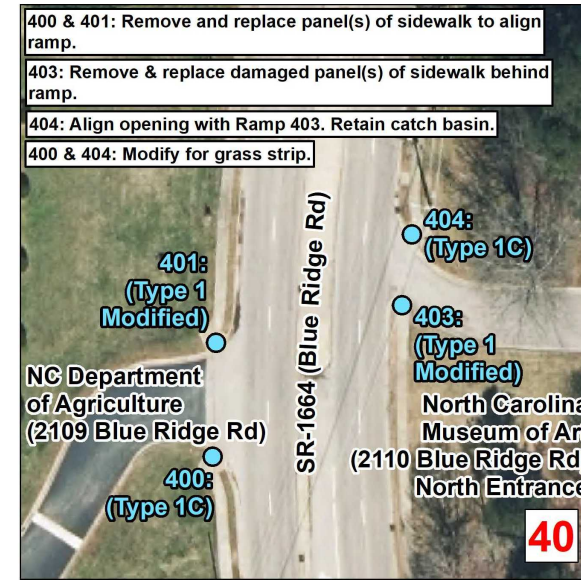 400 & 401: Remove and replace panel(s) of sidewalk to align
ramp.
403: Remove & replace damaged panel(s) of sidewalk behind
ramp.
404: Align opening with Ramp 403. Retain catch basin.
400 & 404: Modify for grass strip.
404:
(Type 1C)
401:
(Type 1
Modified)
SR-1664 (Blue Ridge Rd)
403:
(Type 1
Modified)
NC Department
of Agriculture
(2109 Blue Ridge Rd)
North Carolina
Museum of Ar
(2110 Blue Ridge Rd
North Entrance
400:
(Type 1C)
40